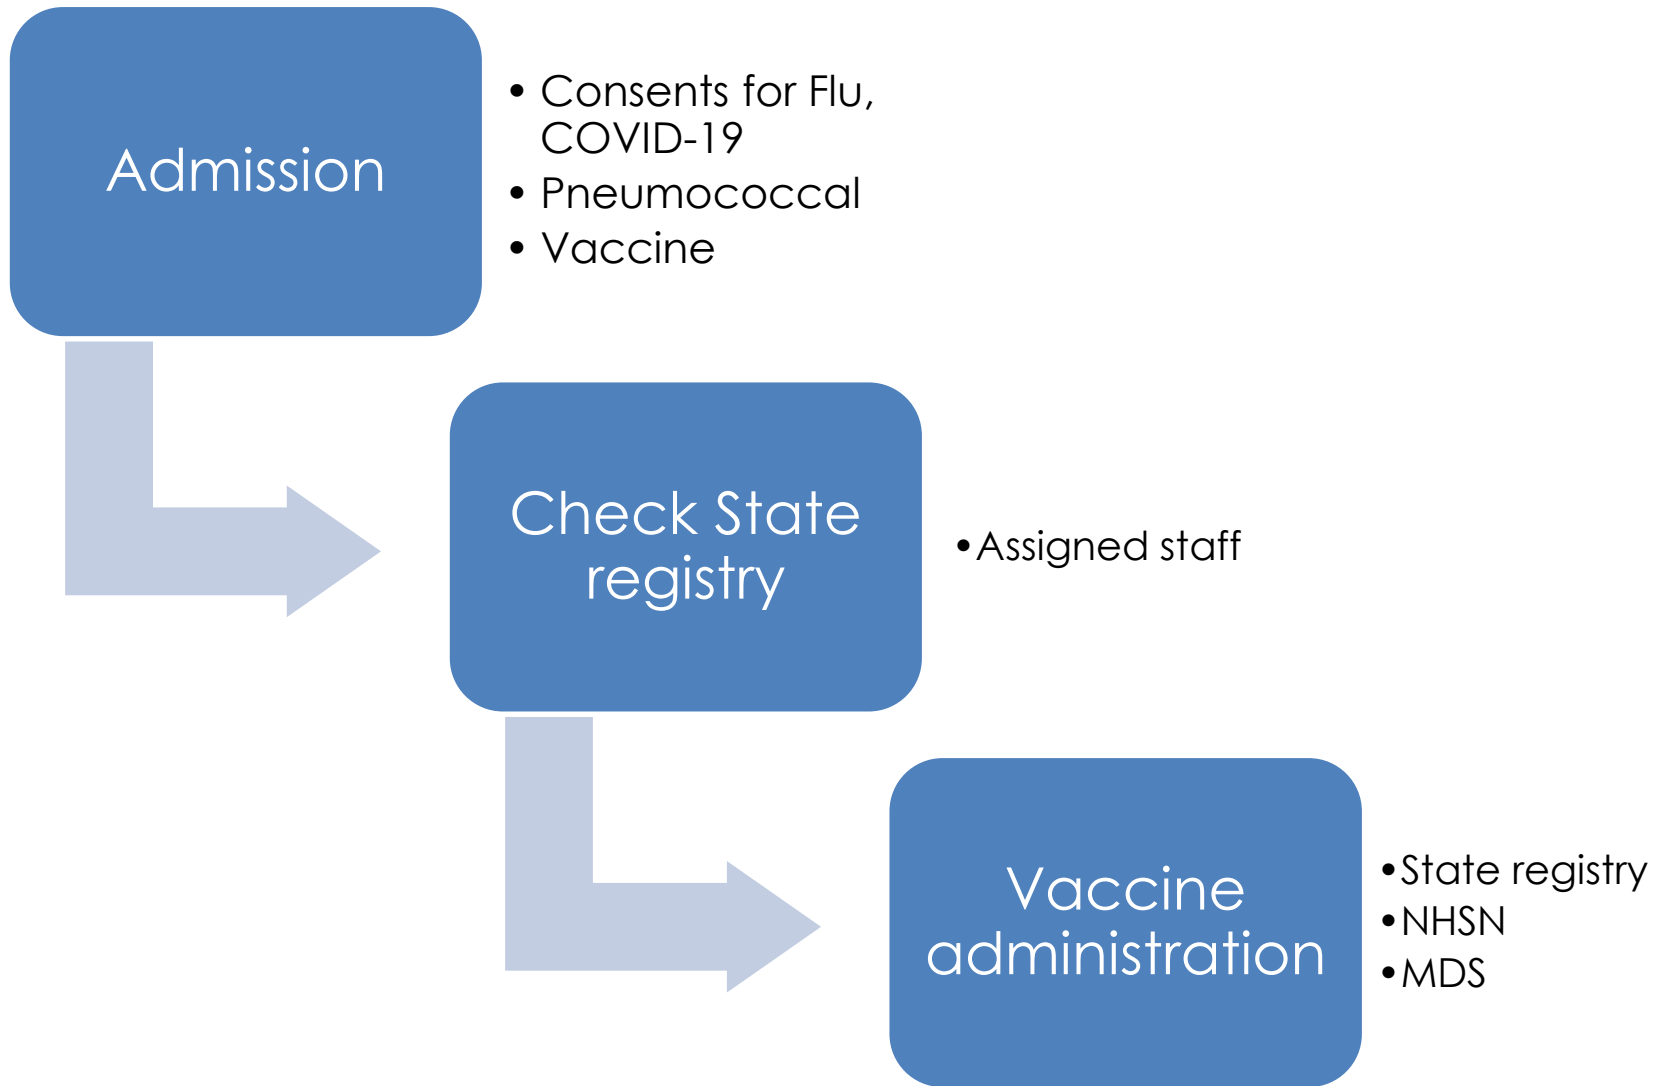 Admission
• Consents for Flu,
COVID-19
• Pneumococcal
• Vaccine
Check State
registry
•Assigned staff
Vaccine
administration
•State registry
•NHSN
•MDS